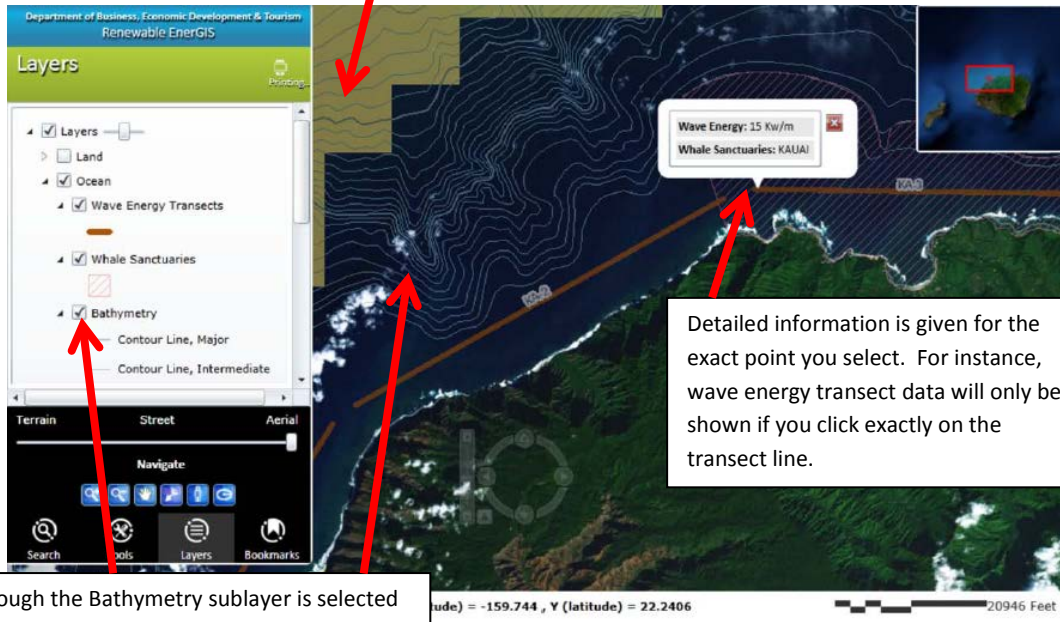 Department of Business, Economic Development & Tourism
Renewable EnerGIS
Layers
Printing..
Layers
Land
Ocean
Wave Energy Transects
Whale Sanctuaries
Bathymetry
Contour Line, Major
Contour Line, Intermediate
Terrain Street Aerial
Navigate
Search
ools
Layers
Bookmarks
Wave Energy: 15 Kw/m
Whale Sanctuaries: KAUAI
KA-3
KA-2
Detailed information is given for the
exact point you select. For instance,
wave energy transect data will only be
shown if you click exactly on the
transect line.
ough the Bathymetry sublayer is selected
tude) = -159.744 , Y (latitude) = 22.2406
20946 Feet